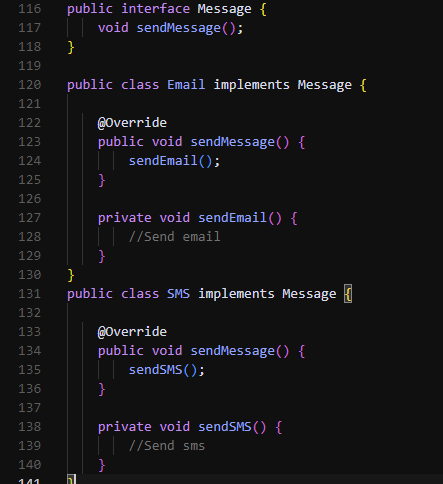 116 public interface Message {
117     void sendMessage();
118 }
119
120 public class Email implements Message {
121
122     @Override
123     public void sendMessage() {
124         sendEmail();
125     }
126
127     private void sendEmail() {
128         //Send email
129     }
130 }
131 public class SMS implements Message {
132
133     @Override
134     public void sendMessage() {
135         sendSMS();
136     }
137
138     private void sendSMS() {
139         //Send sms
140     }
141 }